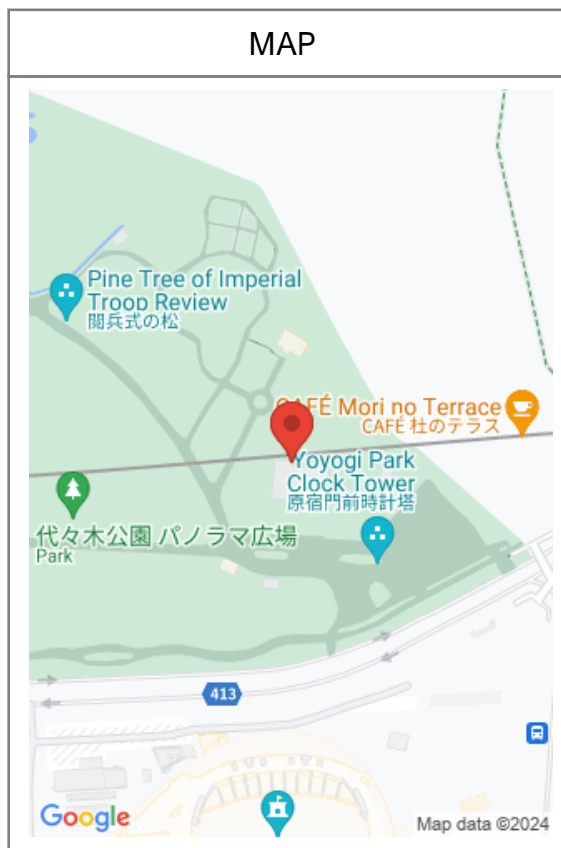 MAP
Pine Tree of Imperial
Troop Review
閲兵式の松
CAFÉ Mori no Terrace
CAFÉ 杜のテラス
Yoyogi Park
Clock Tower
原宿門前時計塔
代々木公園 パノラマ広場
Park
413
Google
Map data ©2024